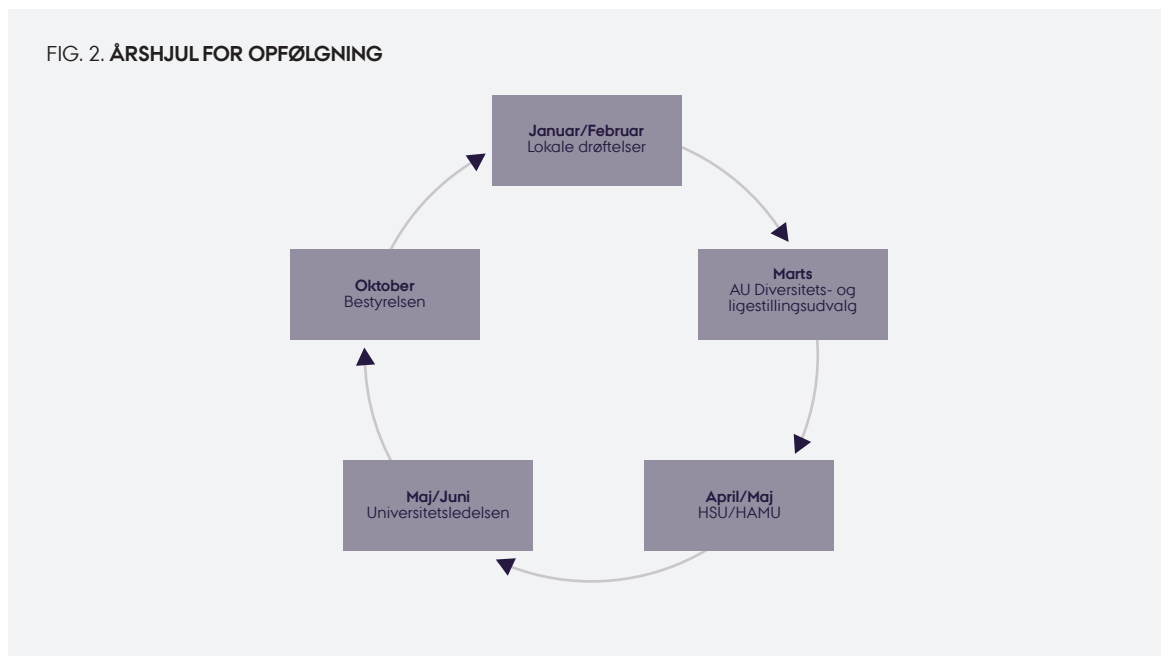 FIG. 2. ÅRSHJUL FOR OPFØLGNING
Januar/Februar
Lokale drøftelser
Marts
AU Diversitets- og
ligestillingsudvalg
April/Maj
HSU/HAMU
Maj/Juni
Universitetsledelsen
Oktober
Bestyrelsen